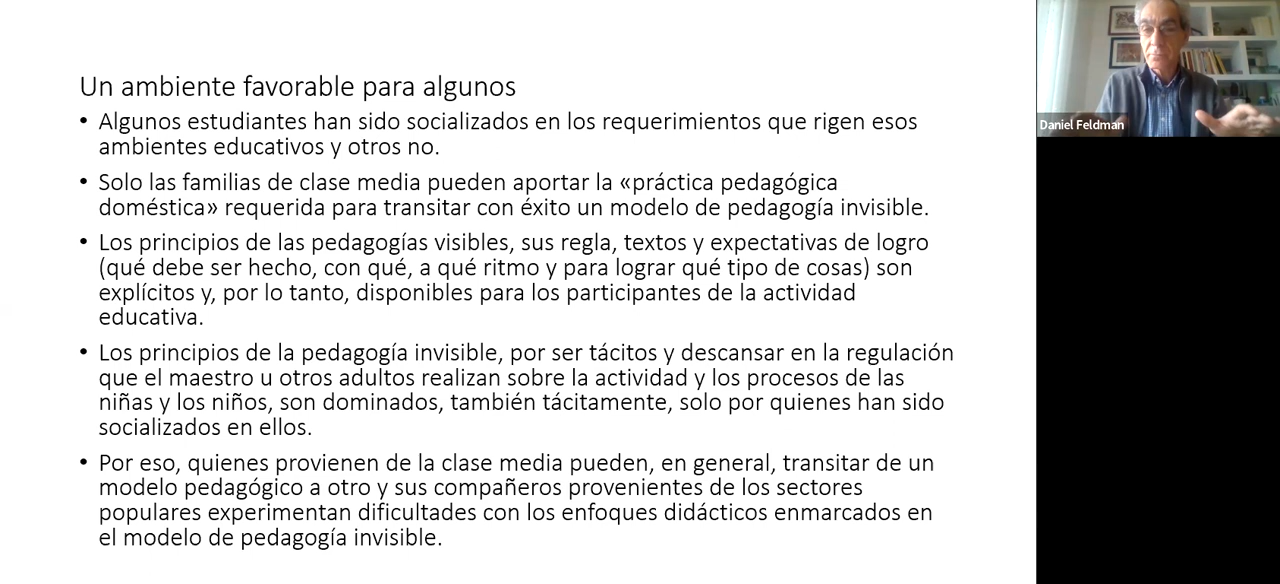 Un ambiente favorable para algunos
• Algunos estudiantes han sido socializados en los requerimientos que rigen esos
ambientes educativos y otros no.
• Solo las familias de clase media pueden aportar la «práctica pedagógica
doméstica» requerida para transitar con éxito un modelo de pedagogía invisible.
• Los principios de las pedagogías visibles, sus regla, textos y expectativas de logro
(qué debe ser hecho, con qué, a qué ritmo y para lograr qué tipo de cosas) son
explícitos y, por lo tanto, disponibles para los participantes de la actividad
educativa.
• Los principios de la pedagogía invisible, por ser tácitos y descansar en la regulación
que el maestro u otros adultos realizan sobre la actividad y los procesos de las
niñas y los niños, son dominados, también tácitamente, solo por quienes han sido
socializados en ellos.
• Por eso, quienes provienen de la clase media pueden, en general, transitar de un
modelo pedagógico a otro y sus compañeros provenientes de los sectores
populares experimentan dificultades con los enfoques didácticos enmarcados en
el modelo de pedagogía invisible.
Daniel Feldman